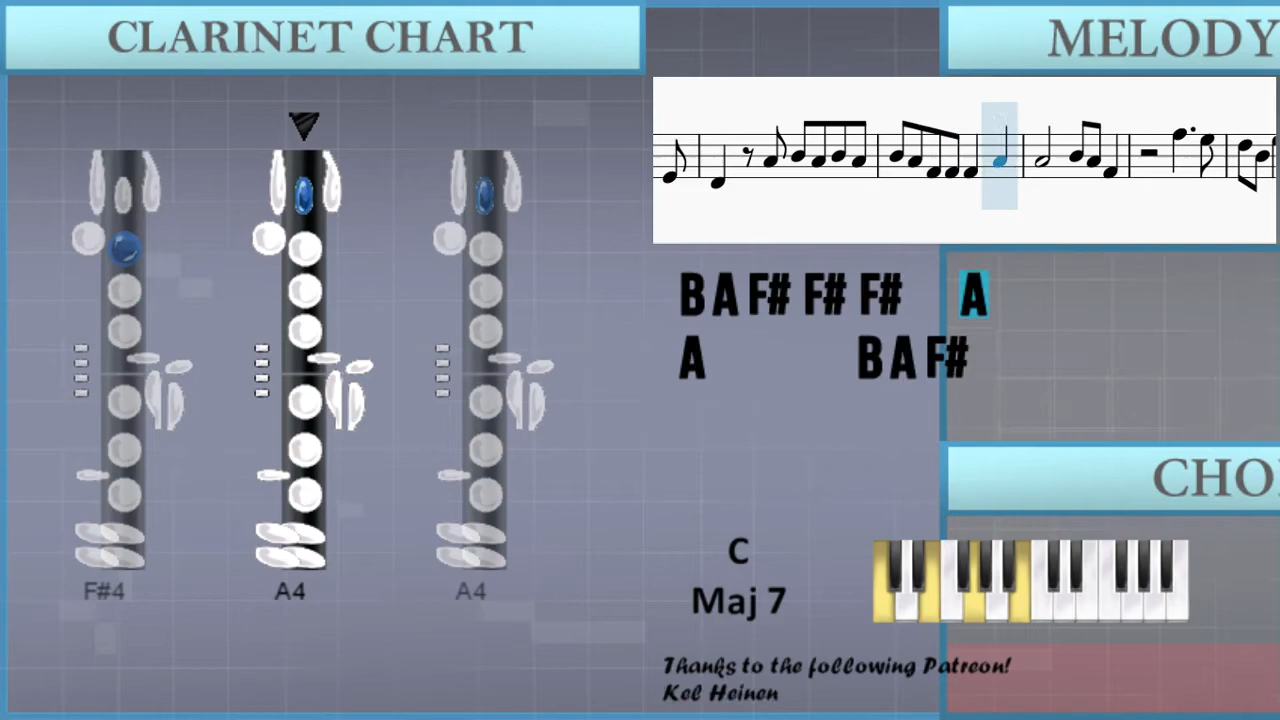 CLARINET CHART
MELODY
B A F# F# F# A
A B A F#
F#4 A4 A4
CHO
C
Maj 7
Thanks to the following Patreon!
Kel Heinen